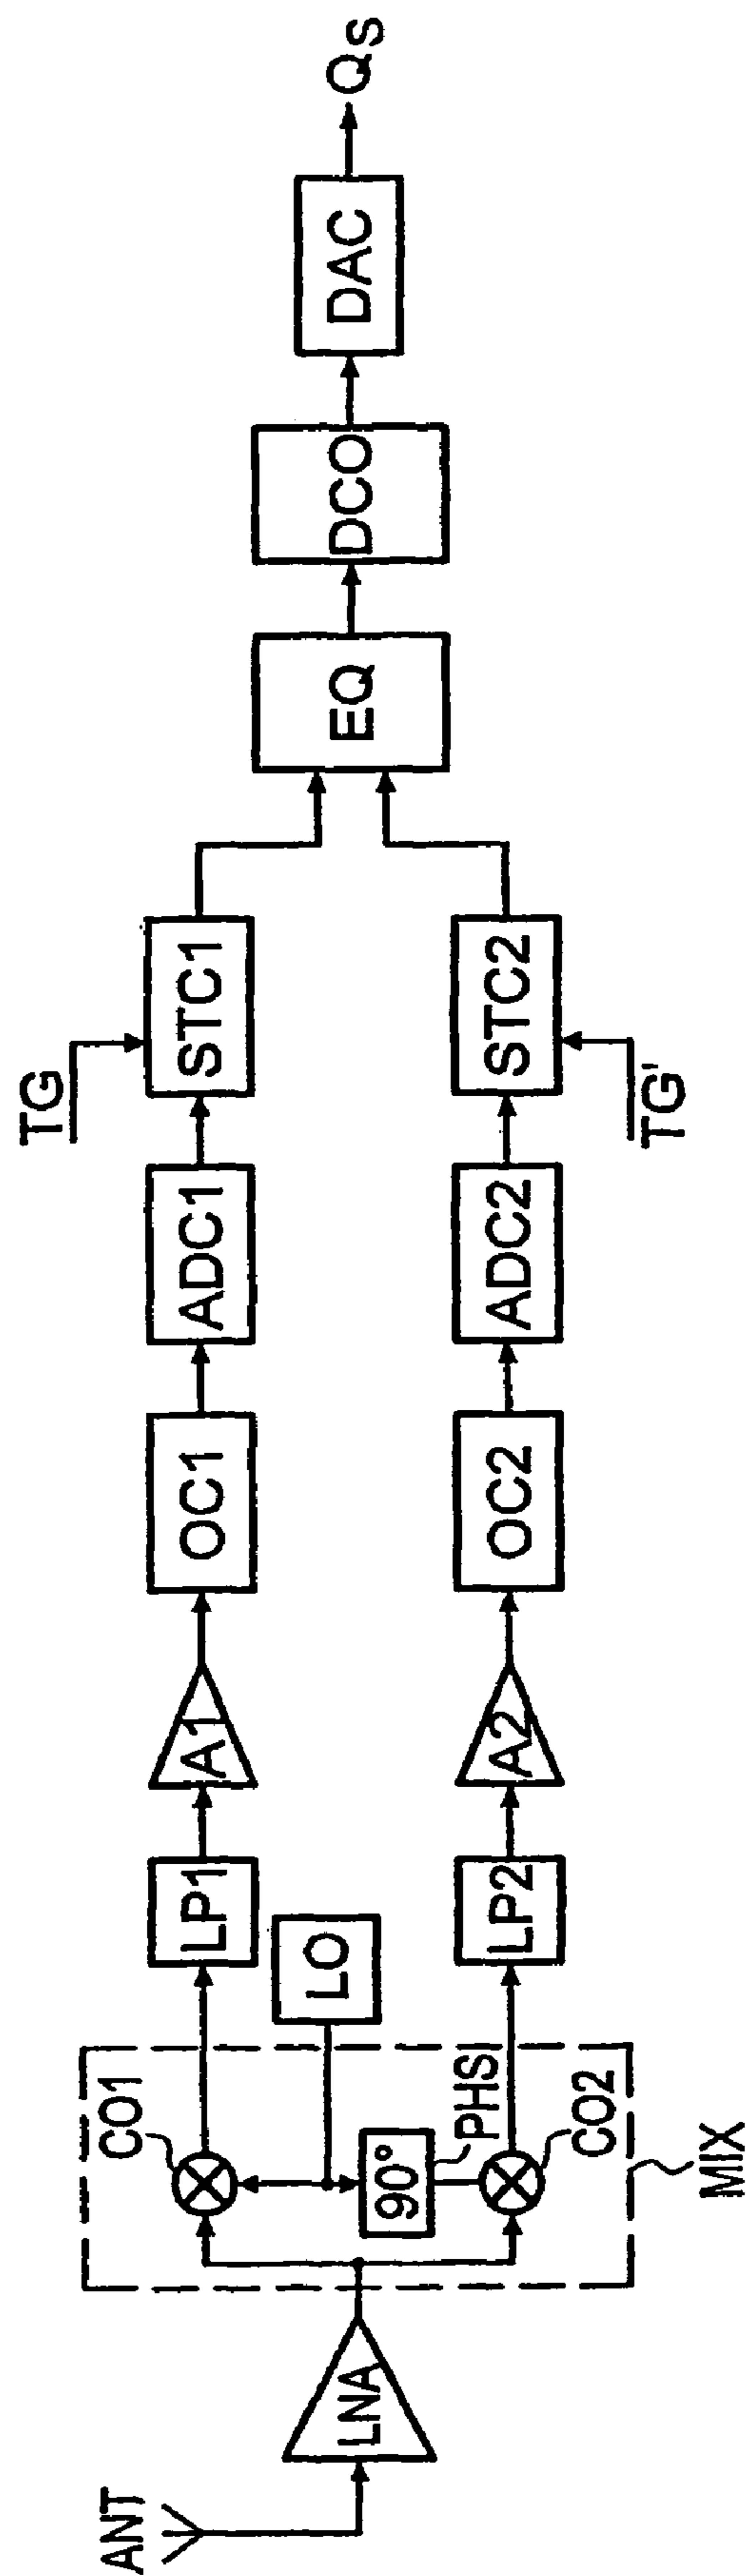 ANT
LNA
MIX
CO1
CO2
90°
PHS
LO
LP1
LP2
A1
A2
OC1
OC2
ADC1
ADC2
TG
TG'
STC1
STC2
EQ
DCO
DAC
QS